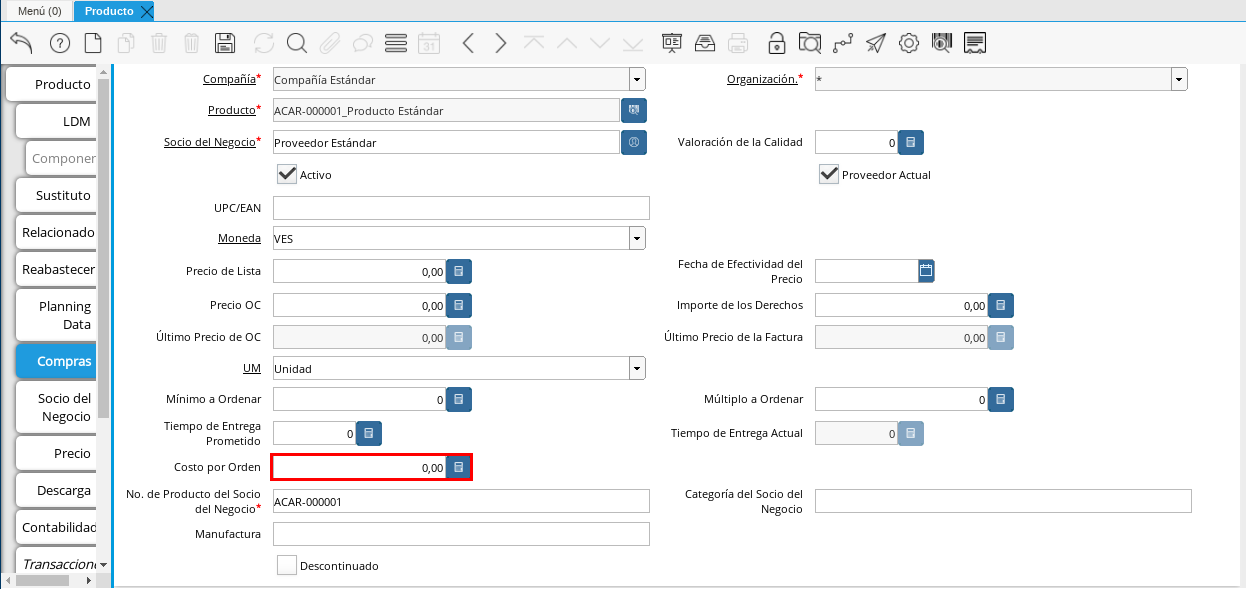 Menú (0)
Producto
31
Producto
LDM
Componer
Sustituto
Relacionado
Reabastecer
Planning
Data
Compras
Socio del
Negocio
Precio
Descarga
Contabilidad
Transaccion
Compañía* Compañía Estándar
Organización.* *
Producto* ACAR-000001_Producto Estándar
Socio del Negocio* Proveedor Estándar
Valoración de la Calidad 0
Activo
Proveedor Actual
UPC/EAN
Moneda VES
Precio de Lista 0,00
Fecha de Efectividad del
Precio
Precio OC 0,00
Importe de los Derechos 0,00
Último Precio de OC 0,00
Último Precio de la Factura 0,00
UM Unidad
Mínimo a Ordenar 0
Múltiplo a Ordenar 0
Tiempo de Entrega
Prometido 0
Tiempo de Entrega Actual 0
Costo por Orden 0,00
No. de Producto del Socio
del Negocio* ACAR-000001
Categoría del Socio del
Negocio
Manufactura
Descontinuado